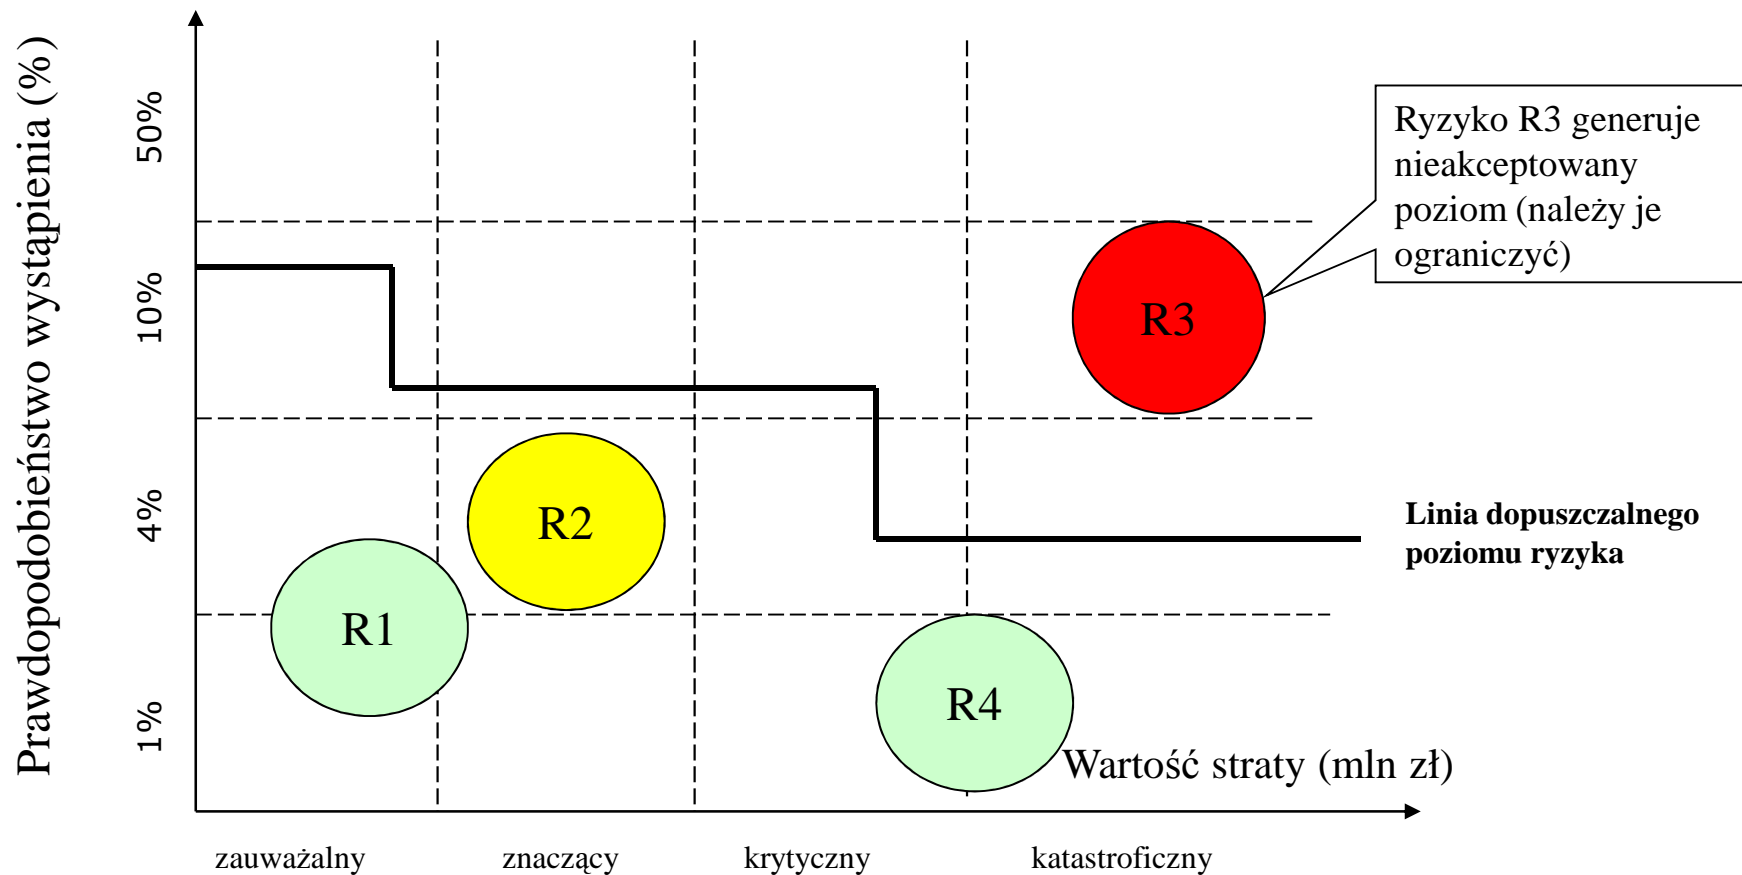 Prawdopodobieństwo wystąpienia (%)
50%
10%
4%
1%
Ryzyko R3 generuje
nieakceptowany
poziom (należy je
ograniczyć)
R3
R2
R1
R4
Linia dopuszczalnego
poziomu ryzyka
Wartość straty (mln zł)
zauważalny
znaczący
krytyczny
katastroficzny